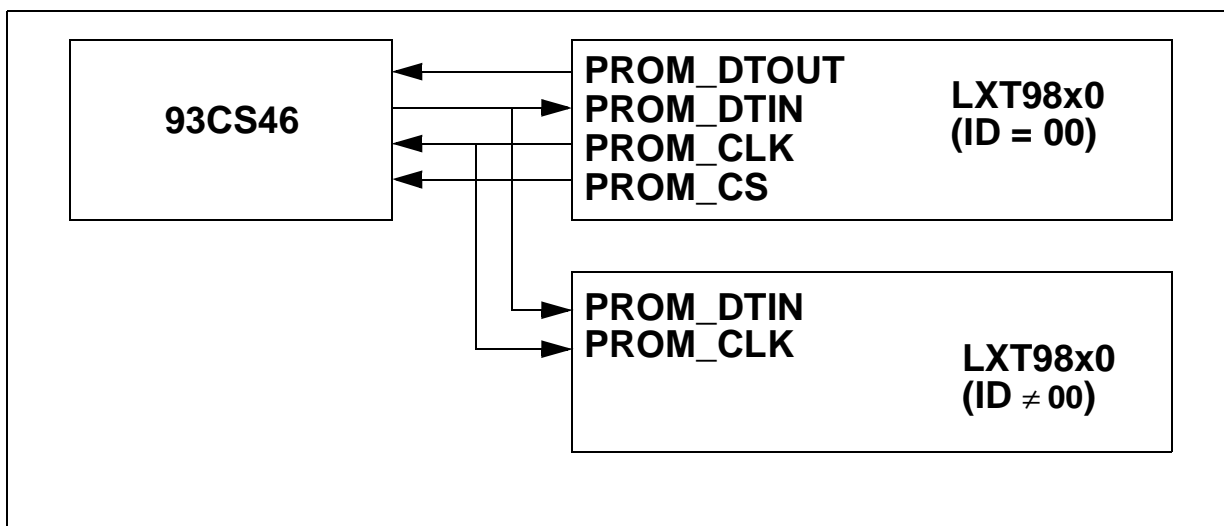 93CS46
PROM_DTOUT
PROM_DTIN
PROM_CLK
PROM_CS
LXT98x0
(ID = 00)
PROM_DTIN
PROM_CLK
LXT98x0
(ID ≠ 00)